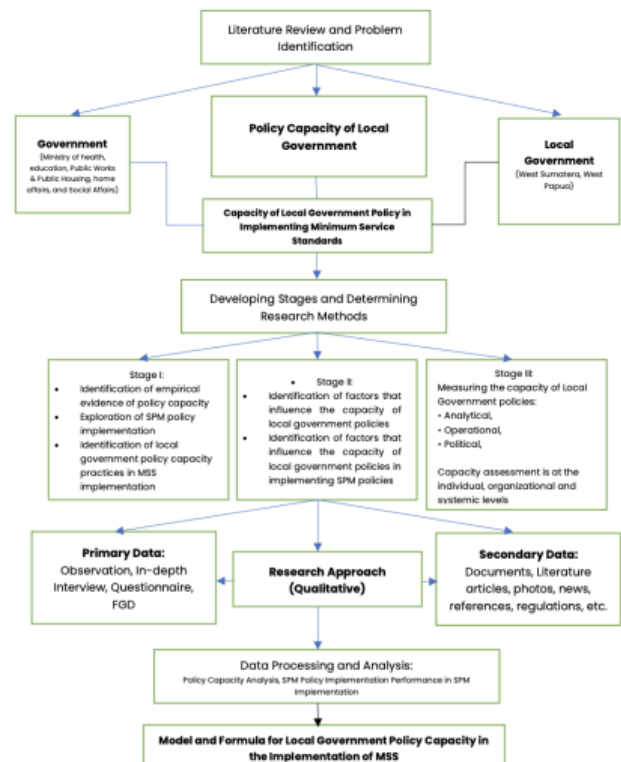 Literature Review and Problem
Identification
Government
(Ministry of health,
education, Public Works
& Public Housing, home
affairs, and Social Affairs)
Policy Capacity of Local
Government
Local
Government
(West Sumatera, West
Papua)
Capacity of Local Government Policy in
Implementing Minimum Service
Standards
Developing Stages and Determining
Research Methods
Stage I:
• Identification of empirical
evidence of policy capacity
• Exploration of SPM policy
implementation
• Identification of local
government policy capacity
practices in MSS
implementation
• Stage II:
• Identification of factors that
influence the capacity of
local government policies
• Identification of factors that
influence the capacity of
local government policies in
implementing SPM policies
Stage III:
Measuring the capacity of Local
Government policies:
• Analytical,
• Operational,
• Political,
Capacity assessment is at the
individual, organizational and
systemic levels
Primary Data:
Observation, In-depth
Interview, Questionnaire,
FGD
Research Approach
(Qualitative)
Secondary Data:
Documents, Literature
articles, photos, news,
references, regulations, etc.
Data Processing and Analysis:
Policy Capacity Analysis, SPM Policy Implementation Performance in SPM
Implementation
Model and Formula for Local Government Policy Capacity in
the Implementation of MSS